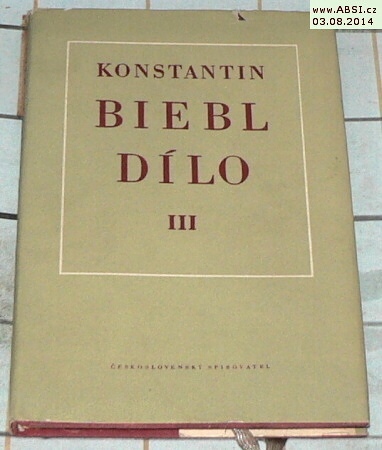 www.ABSI.cz
03.08.2014
KONSTANTIN
BIEBL
DÍLO
III
ČESKOSLOVENSKÝ SPISOVATEL